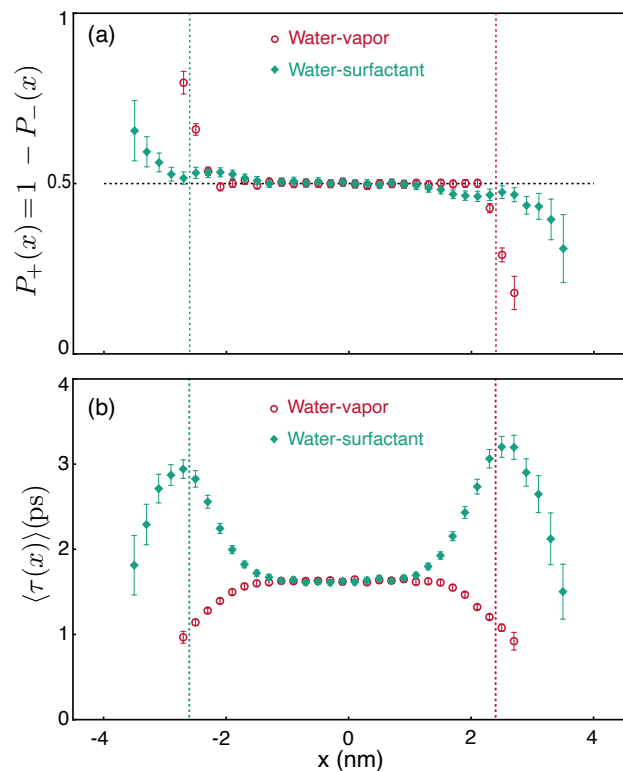 1
(a)
Water-vapor
Water-surfactant
0.5
0
P₊(x) = 1 − P₋(x)
4
(b)
Water-vapor
Water-surfactant
3
2
1
0
⟨τ(x)⟩(ps)
-4 -2 0 2 4
x (nm)